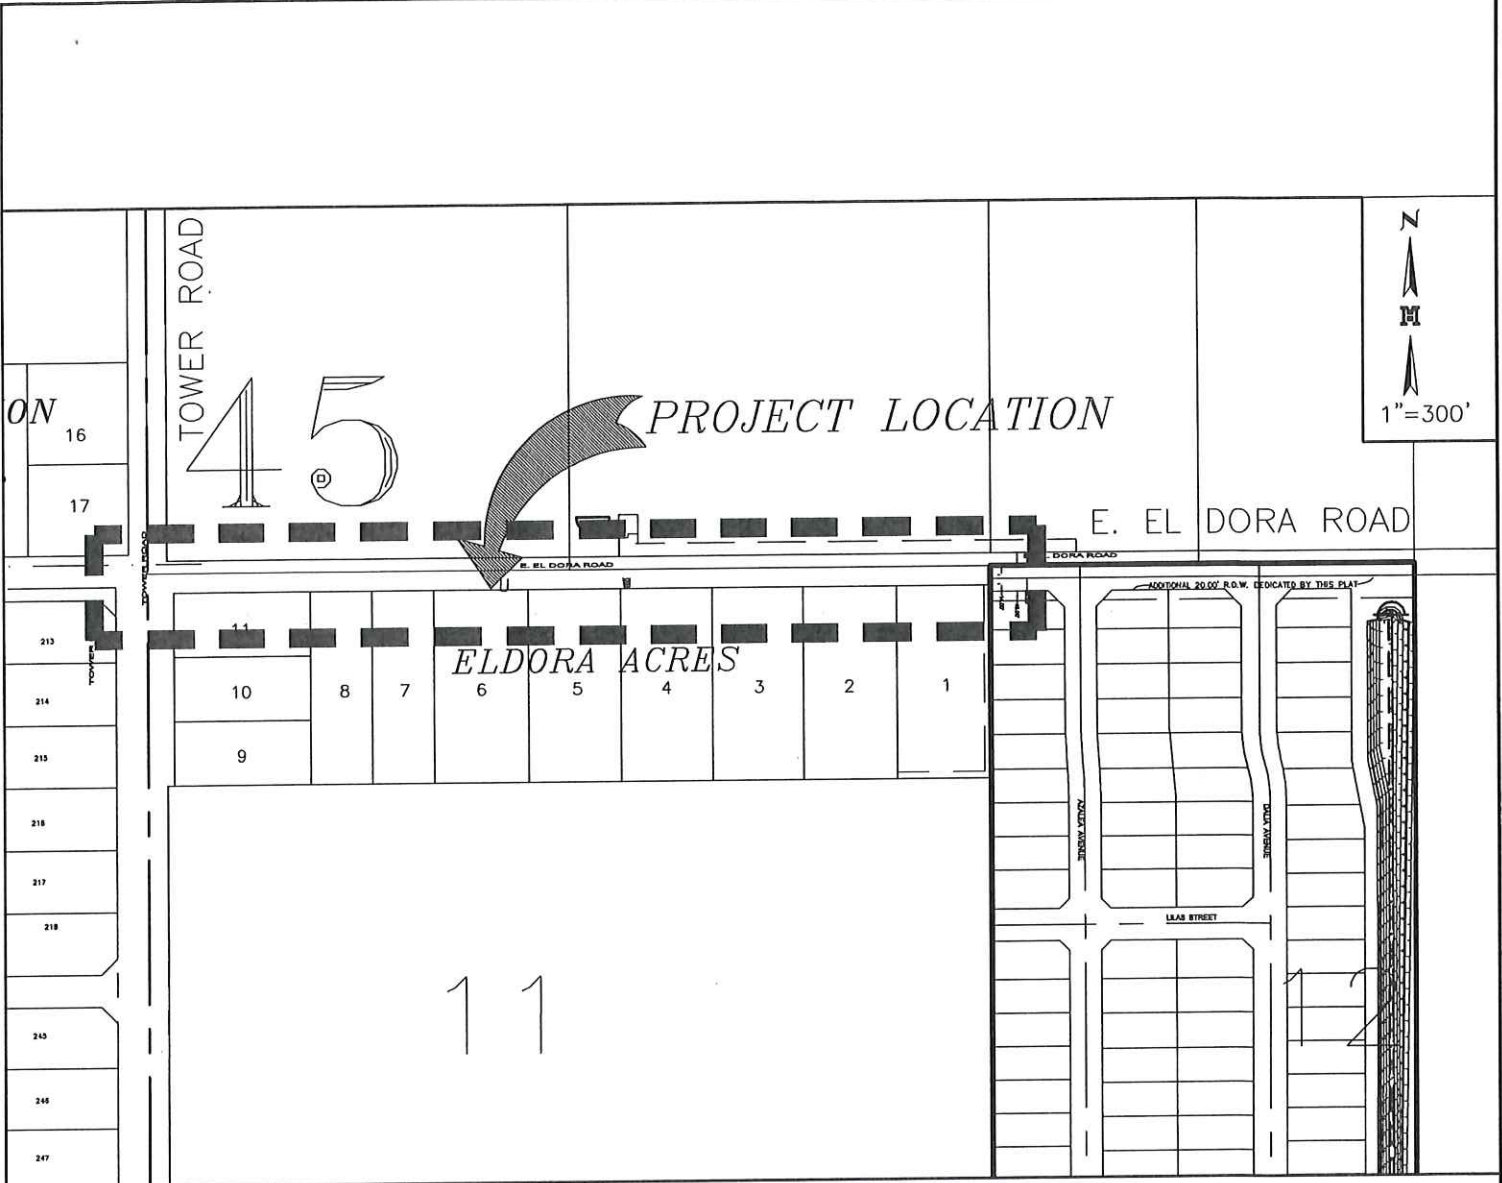 N
H
1"=300'
TOWER ROAD
45
ON
16
17
PROJECT LOCATION
E. EL DORA ROAD
TOWER ROAD
E. EL DORA ROAD
DORA ROAD
ADDITIONAL 20.00' R.O.W. DEDICATED BY THIS PLAT
213
11
TOWER
ELDORA ACRES
10
8
7
6
5
4
3
2
1
214
9
215
216
AZALEA AVENUE
DALIA AVENUE
217
LILAS STREET
218
11
12
245
246
247